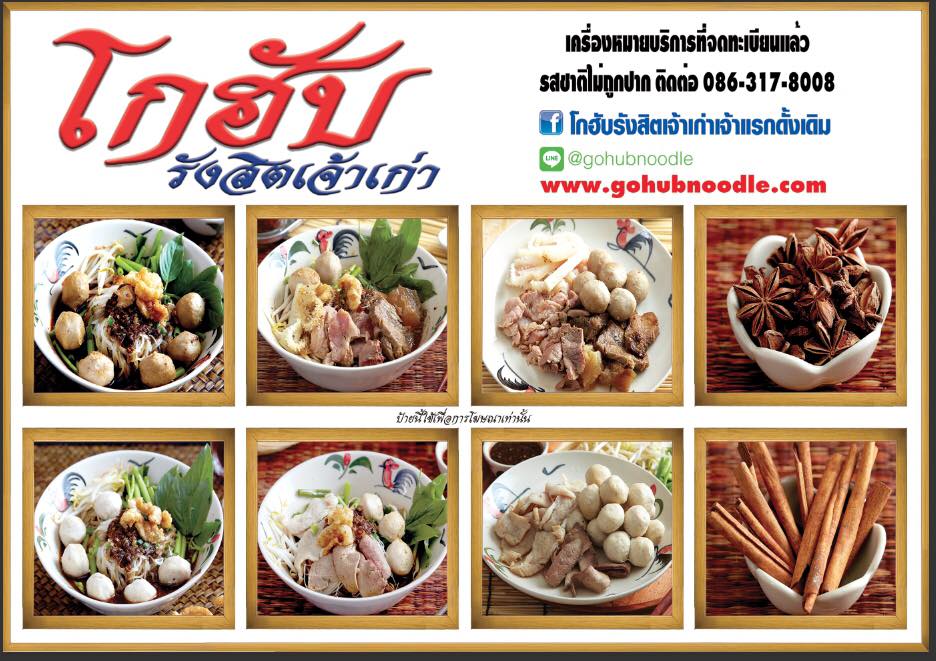 โกฮับ
รังสิตเจ้าเก่า
เครื่องหมายบริการที่จดทะเบียนแล้ว
รสชาติไม่ถูกปาก ติดต่อ 086-317-8008
โกฮับรังสิตเจ้าเก่าเจ้าแรกดั้งเดิม
LINE @gohubnoodle
www.gohubnoodle.com
ป้ายนี้ใช้เพื่อการโฆษณาเท่านั้น